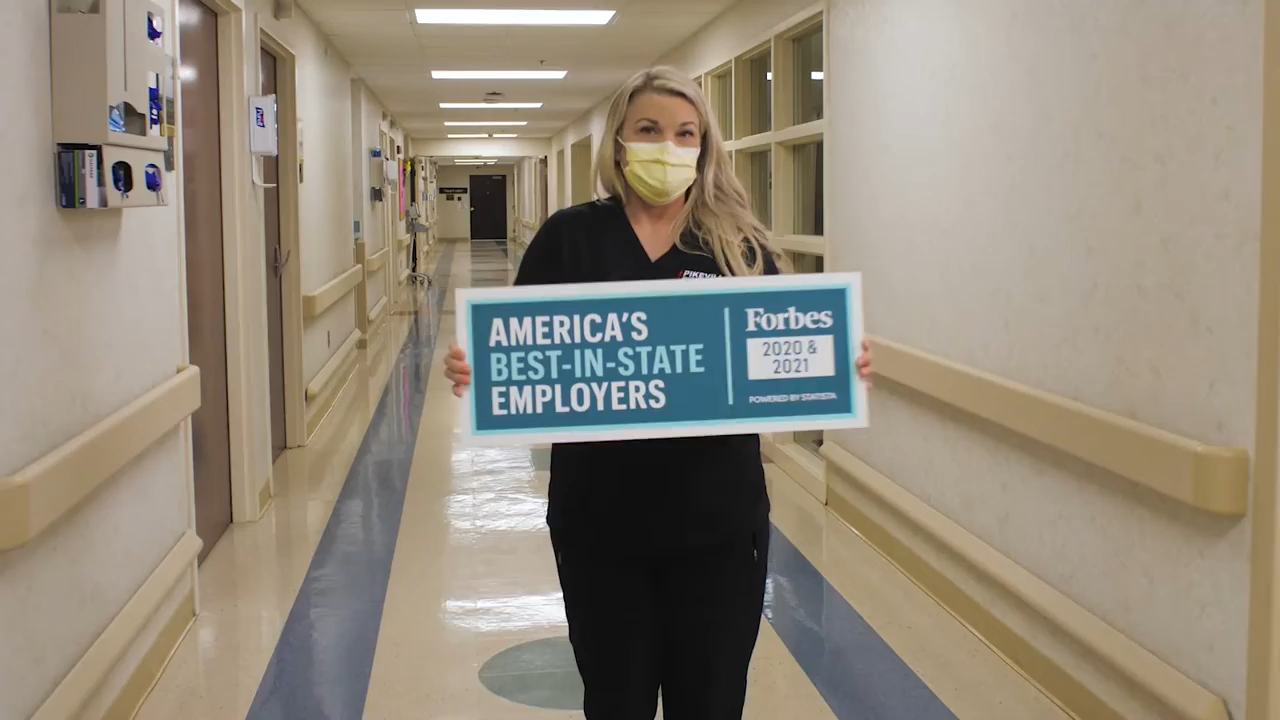 AMERICA'S
BEST-IN-STATE
EMPLOYERS
Forbes
2020 &
2021
POWERED BY STATISTA